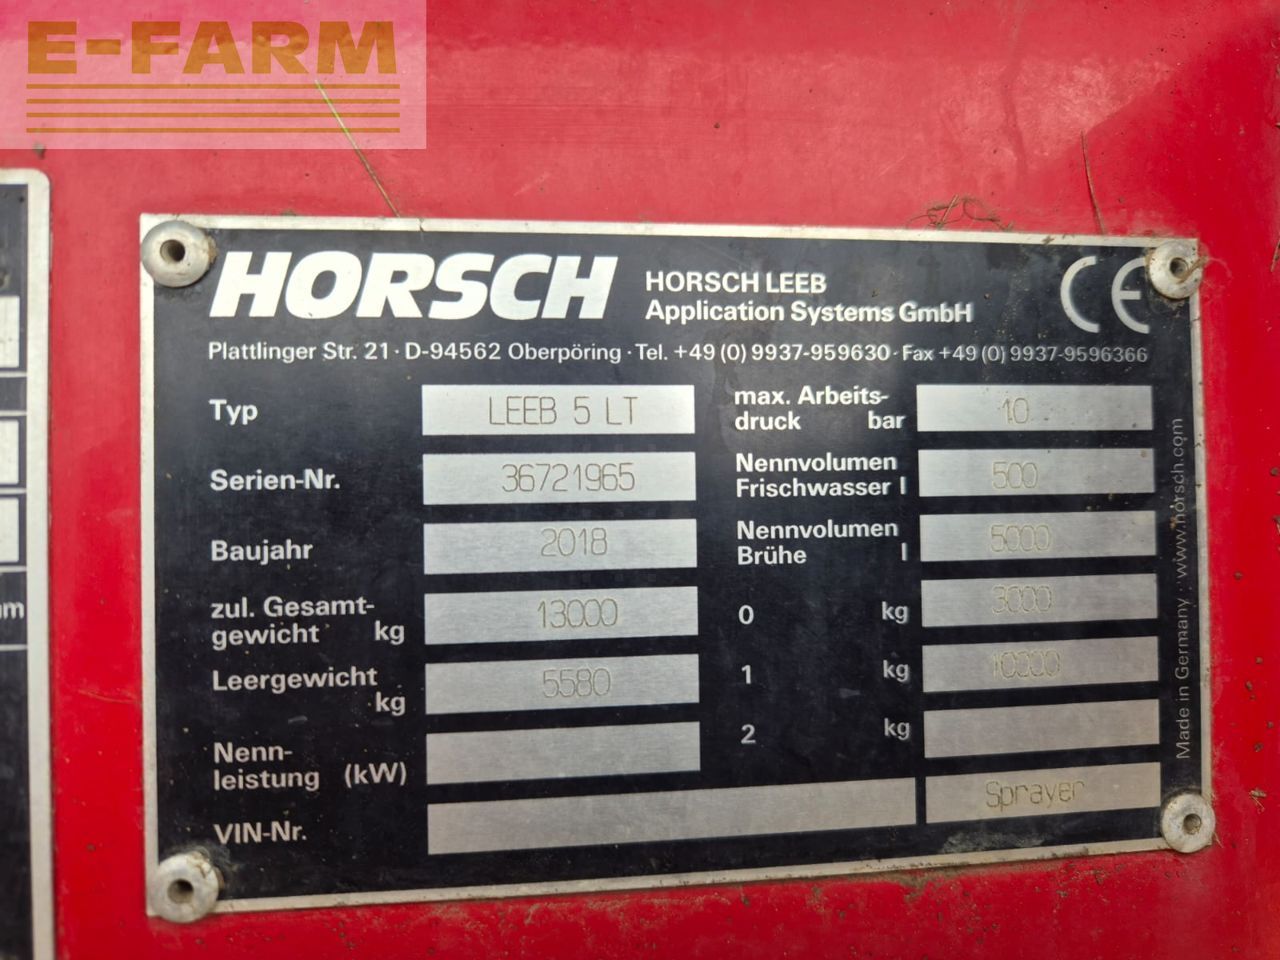 E-FARM
HORSCH
HORSCH LEEB
Application Systems GmbH
CE
Plattlinger Str. 21 · D-94562 Oberpöring · Tel. +49 (0) 9937-959630 · Fax +49 (0) 9937-9596366
Typ LEEB 5 LT
Serien-Nr. 36721965
Baujahr 2018
zul. Gesamt-
gewicht kg 13000
Leergewicht
kg 5580
Nenn-
leistung (kW)
VIN-Nr.
max. Arbeits-
druck bar 10
Nennvolumen
Frischwasser l 500
Nennvolumen
Brühe l 5000
0 kg 3000
1 kg 10000
2 kg
Sprayer
Made in Germany · www.horsch.com